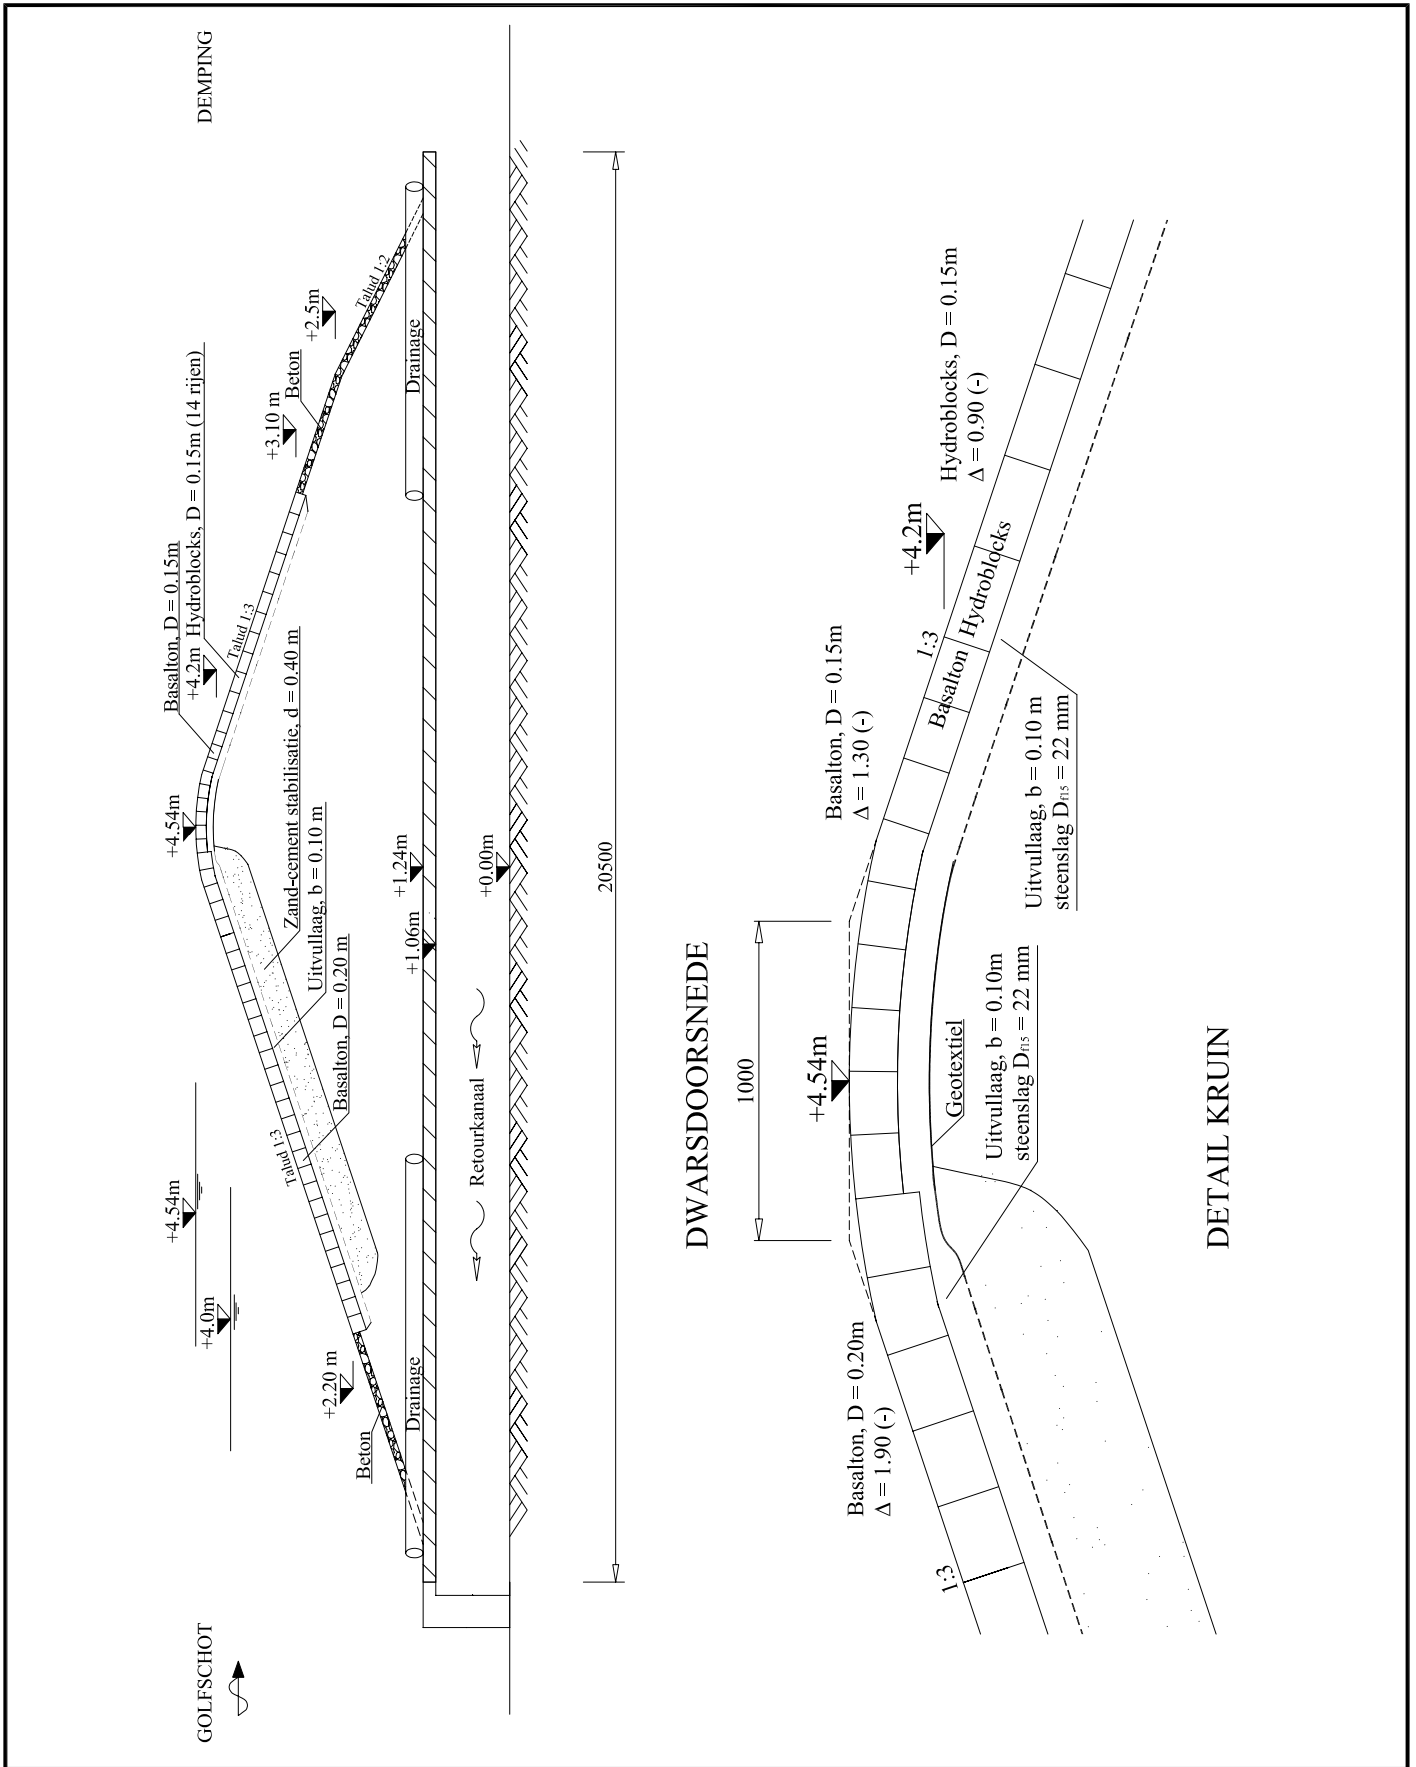 GOLFSCHOT
DEMPING
+4.54m
+4.0m
Talud 1:3
+2.20 m
Beton
Drainage
+4.54m
Basalton, D = 0.15m
+4.2m Hydroblocks, D = 0.15m (14 rijen)
Talud 1:3
Zand-cement stabilisatie, d = 0.40 m
Uitvullaag, b = 0.10 m
Basalton, D = 0.20 m
+3.10 m
Beton
+2.5m
Talud 1:2
Drainage
+1.24m
+1.06m
Retourkanaal
+0.00m
20500
DWARSDOORSNEDE
1000
+4.54m
Basalton, D = 0.20m
Δ = 1.90 (-)
1:3
Basalton, D = 0.15m
Δ = 1.30 (-)
+4.2m
Hydroblocks, D = 0.15m
Δ = 0.90 (-)
1:3
Basalton
Hydroblocks
Geotextiel
Uitvullaag, b = 0.10m
steenslag Df15 = 22 mm
Uitvullaag, b = 0.10 m
steenslag Df15 = 22 mm
DETAIL KRUIN